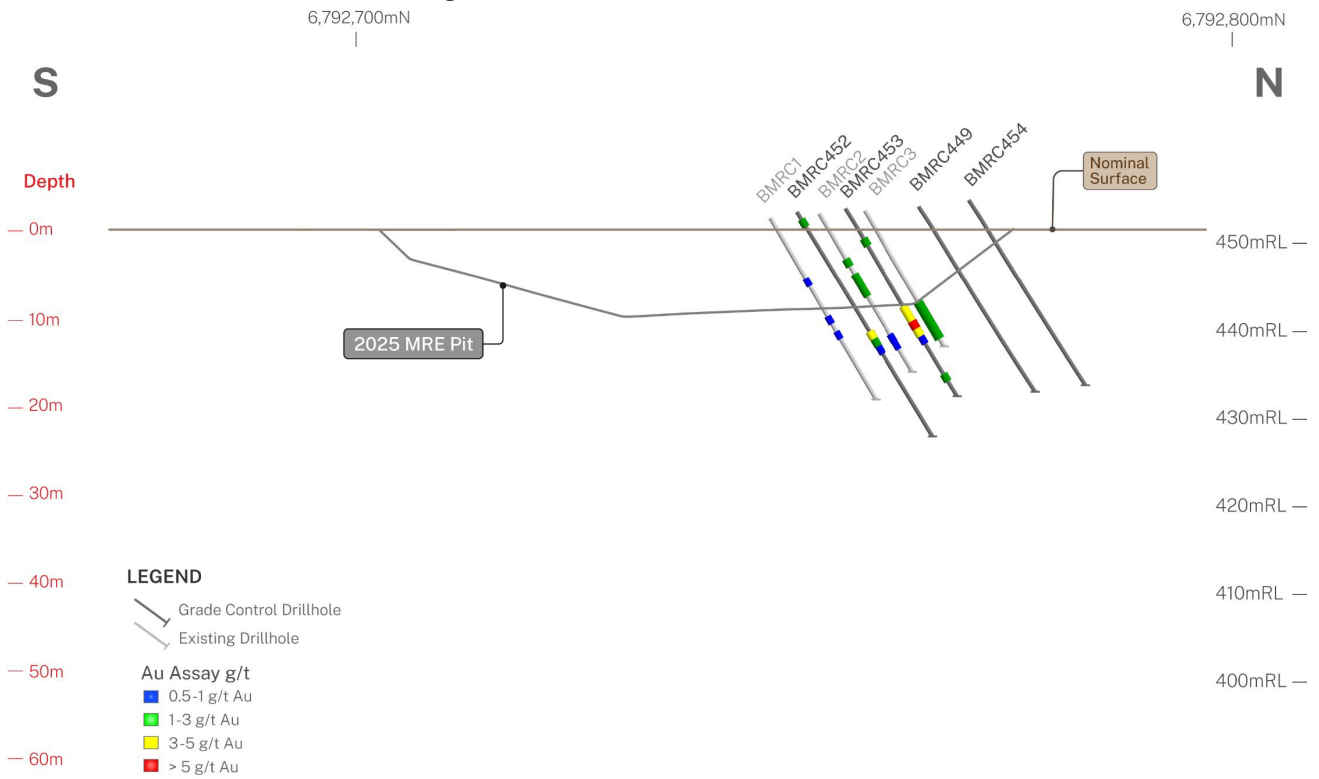 6,792,700mN
6,792,800mN
S
N
BMRC1
BMRC452
BMRC2
BMRC453
BMRC3
BMRC449
BMRC454
Nominal
Surface
Depth
0m
10m
20m
30m
40m
50m
60m
450mRL
440mRL
430mRL
420mRL
410mRL
400mRL
2025 MRE Pit
LEGEND
Grade Control Drillhole
Existing Drillhole
Au Assay g/t
0.5-1 g/t Au
1-3 g/t Au
3-5 g/t Au
> 5 g/t Au